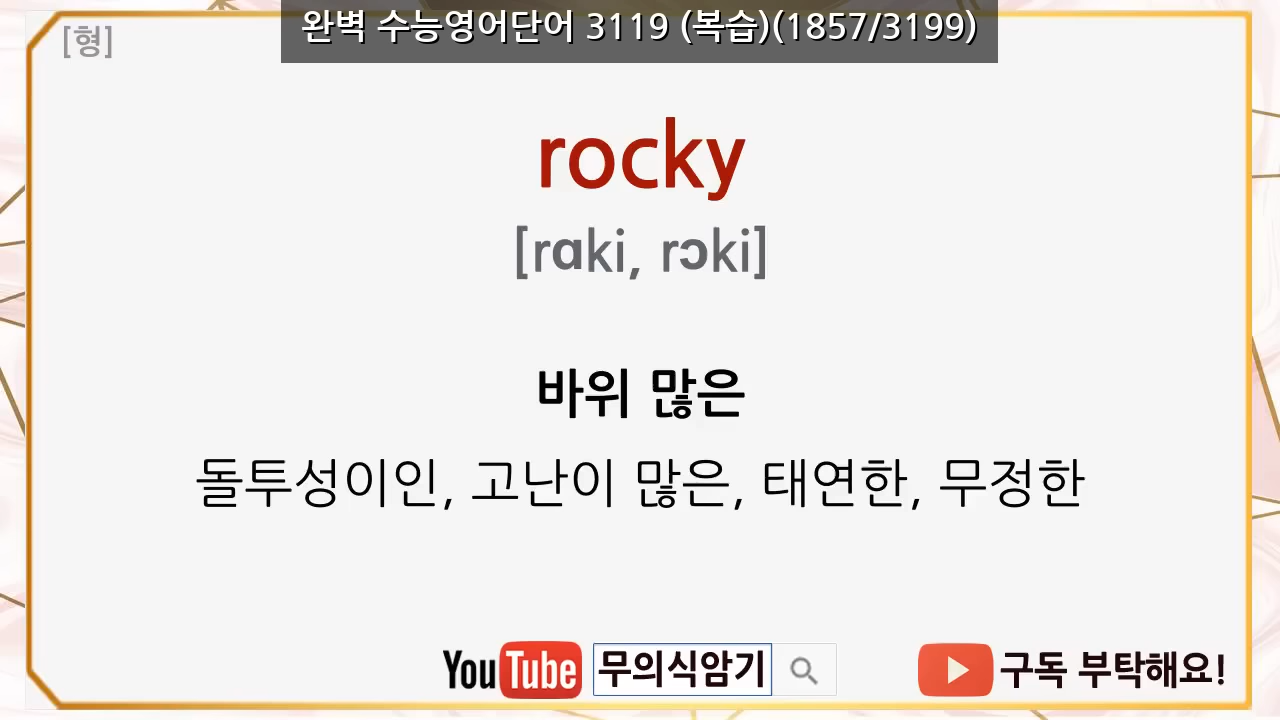 완벽 수능영어단어 3119 (복습)(1857/3199)
[형]
rocky
[rɑki, rɔki]
바위 많은
돌투성이인, 고난이 많은, 태연한, 무정한
YouTube 무의식암기 구독 부탁해요!